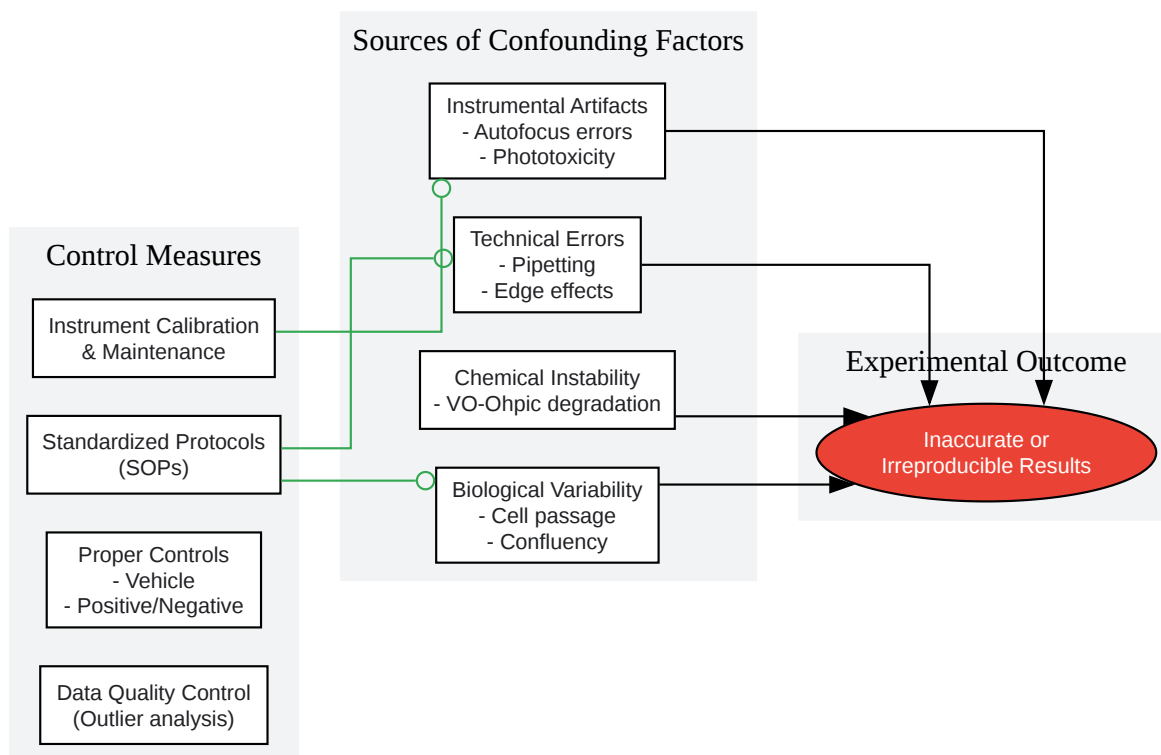 Sources of Confounding Factors
Instrumental Artifacts
- Autofocus errors
- Phototoxicity
Technical Errors
- Pipetting
- Edge effects
Chemical Instability
- VO-Ohpic degradation
Biological Variability
- Cell passage
- Confluency
Control Measures
Instrument Calibration
& Maintenance
Standardized Protocols
(SOPs)
Proper Controls
- Vehicle
- Positive/Negative
Data Quality Control
(Outlier analysis)
Experimental Outcome
Inaccurate or
Irreproducible Results